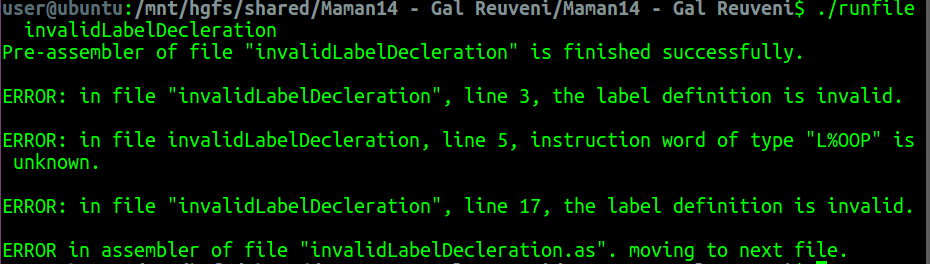 user@ubuntu:/mnt/hgfs/shared/Maman14 - Gal Reuveni/Maman14 - Gal Reuveni$ ./runfile
invalidLabelDecleration
Pre-assembler of file "invalidLabelDecleration" is finished successfully.
ERROR: in file "invalidLabelDecleration", line 3, the label definition is invalid.
ERROR: in file invalidLabelDecleration, line 5, instruction word of type "L%OOP" is
unknown.
ERROR: in file "invalidLabelDecleration", line 17, the label definition is invalid.
ERROR in assembler of file "invalidLabelDecleration.as". moving to next file.